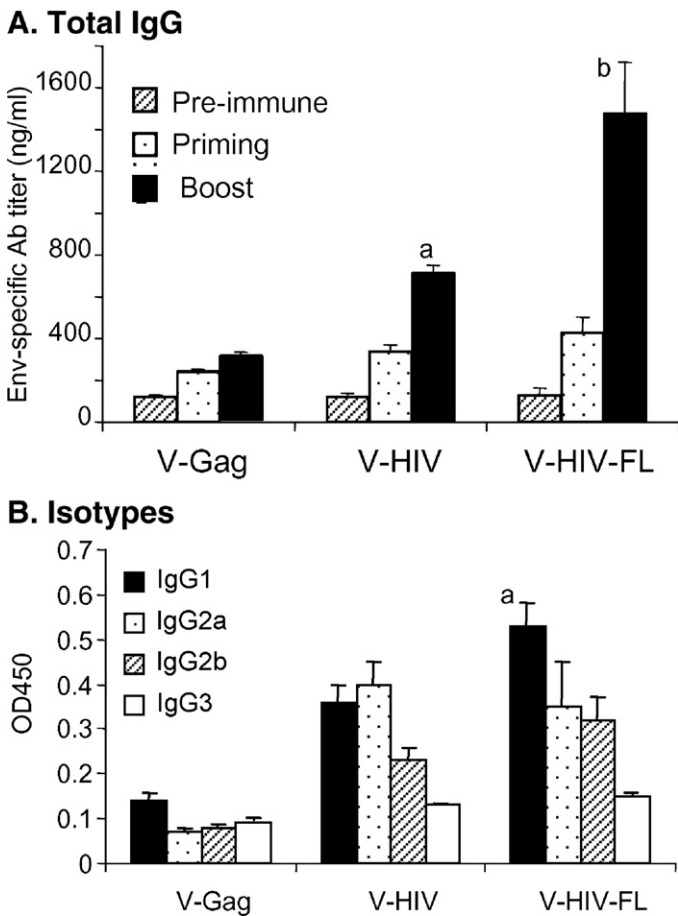 A. Total IgG
Env-specific Ab titer (ng/ml)
1600
1200
800
400
0
Pre-immune
Priming
Boost
a
b
V-Gag V-HIV V-HIV-FL
B. Isotypes
OD450
0.7
0.6
0.5
0.4
0.3
0.2
0.1
0
IgG1
IgG2a
IgG2b
IgG3
a
V-Gag V-HIV V-HIV-FL